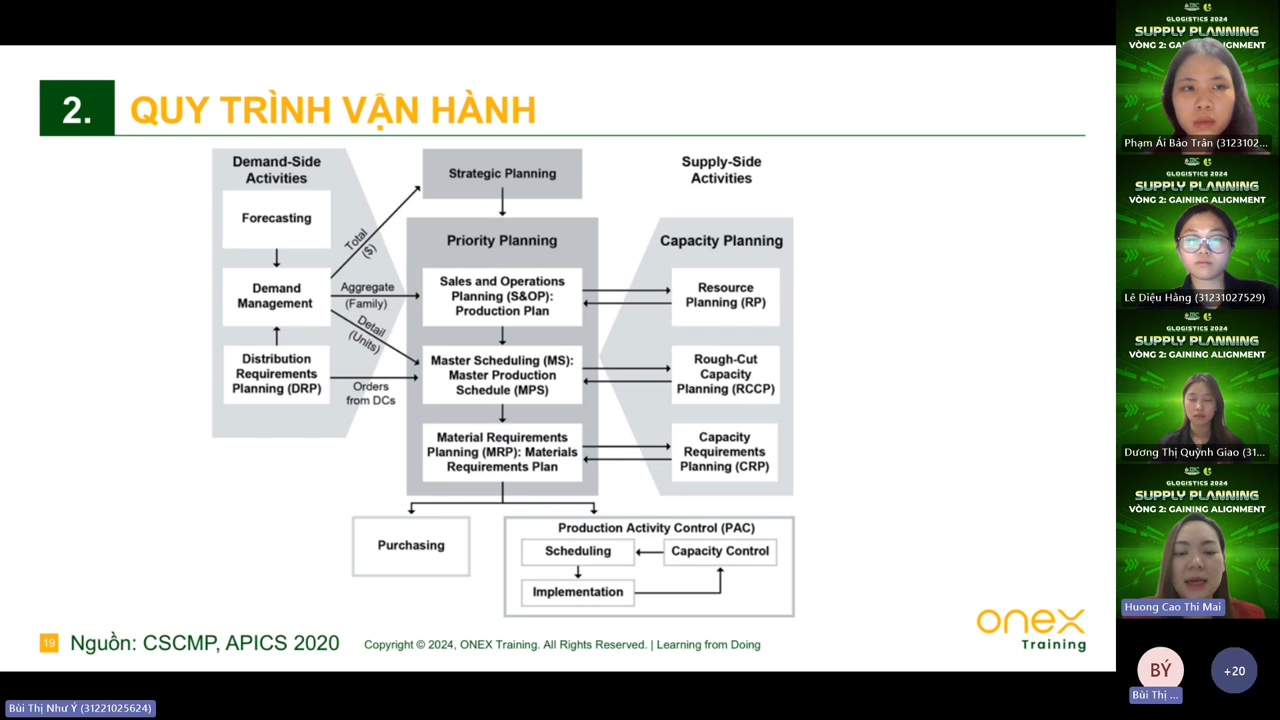 2.
QUY TRÌNH VẬN HÀNH
Demand-Side
Activities
Forecasting
Demand
Management
Distribution
Requirements
Planning (DRP)
Total
($)
Aggregate
(Family)
Detail
(Units)
Orders
from DCs
Strategic Planning
Priority Planning
Sales and Operations
Planning (S&OP):
Production Plan
Master Scheduling (MS):
Master Production
Schedule (MPS)
Material Requirements
Planning (MRP): Materials
Requirements Plan
Supply-Side
Activities
Capacity Planning
Resource
Planning (RP)
Rough-Cut
Capacity
Planning (RCCP)
Capacity
Requirements
Planning (CRP)
Purchasing
Production Activity Control (PAC)
Scheduling
Capacity Control
Implementation
19
Nguồn: CSCMP, APICS 2020
Copyright © 2024, ONEX Training. All Rights Reserved. | Learning from Doing
onex
Training
Bùi Thị Như Ý (31221025624)
GLOGISTICS 2024
SUPPLY PLANNING
Phạm Ái Bảo Trân (3123102...
GLOGISTICS 2024
SUPPLY PLANNING
VÒNG 2: GAINING ALIGNMENT
Lê Diệu Hằng (31231027529)
GLOGISTICS 2024
SUPPLY PLANNING
VÒNG 2: GAINING ALIGNMENT
Dương Thị Quỳnh Giao (31...
GLOGISTICS 2024
SUPPLY PLANNING
VÒNG 2: GAINING ALIGNMENT
Huong Cao Thi Mai
BÝ
Bùi Thị ...
+20